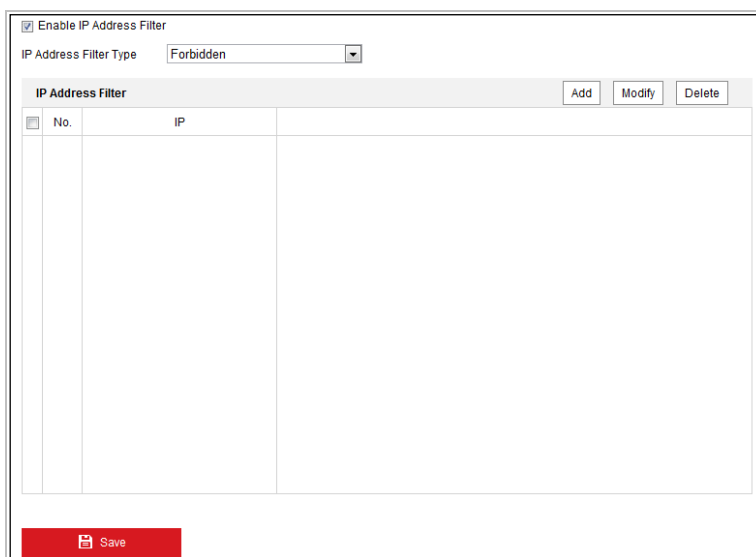 Enable IP Address Filter
IP Address Filter Type Forbidden
IP Address Filter Add Modify Delete
No. IP
Save